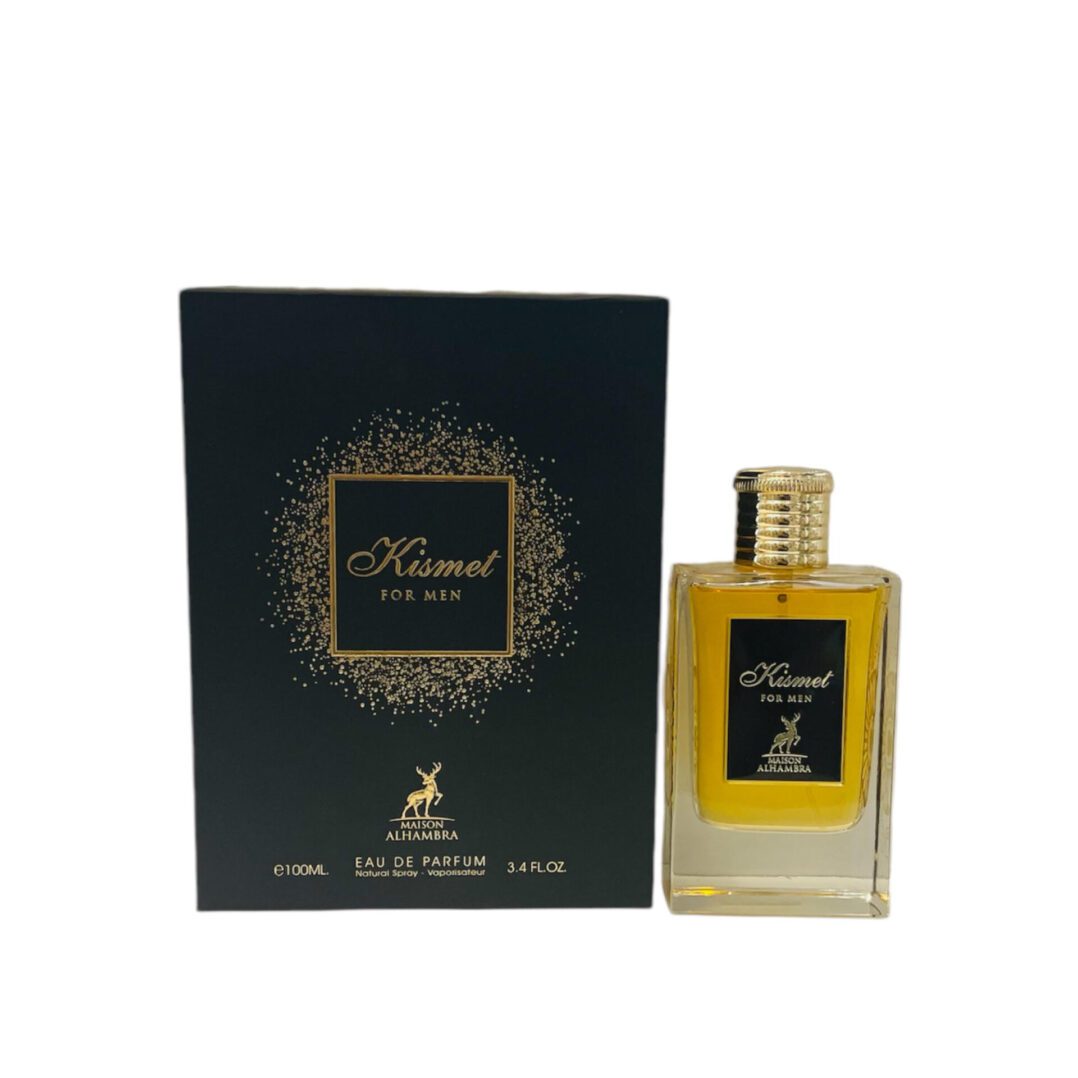 Kismet
FOR MEN
MAISON
ALHAMBRA
℮100ML.
EAU DE PARFUM
Natural Spray - Vaporisateur
3.4 FL.OZ.
Kismet
FOR MEN
MAISON
ALHAMBRA